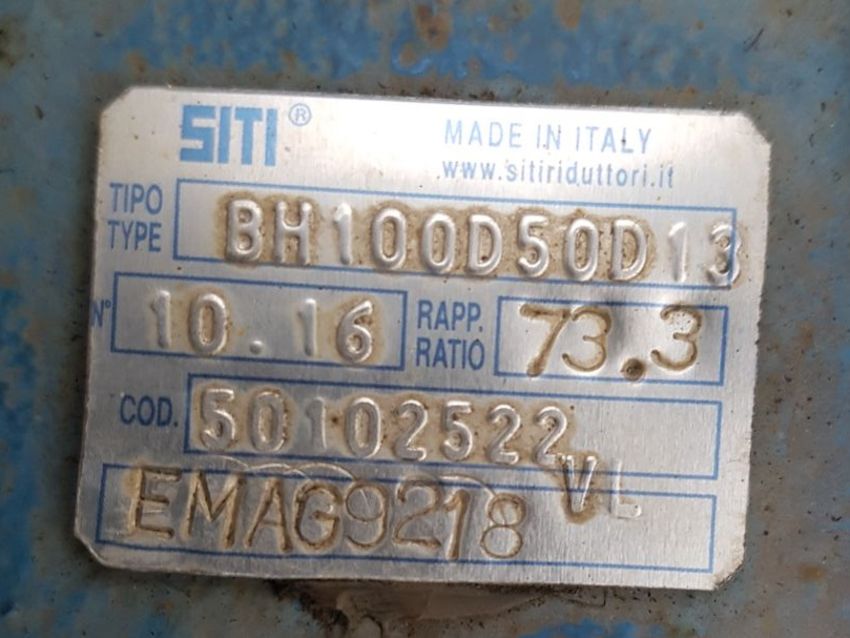 SITI® MADE IN ITALY
www.sitiriduttori.it
TIPO
TYPE BH100D50D13
N° 10.16 RAPP.
RATIO 73.3
COD. 50102522
VL
EMAG9218